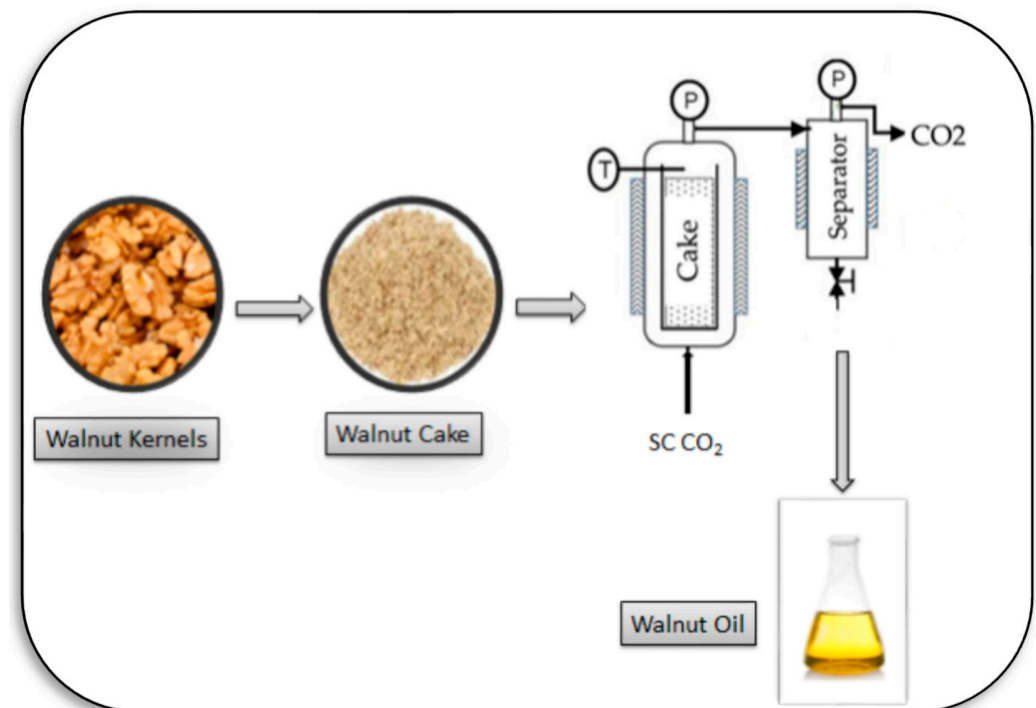 P
P
CO2
T
Cake
Separator
SC CO₂
Walnut Kernels
Walnut Cake
Walnut Oil